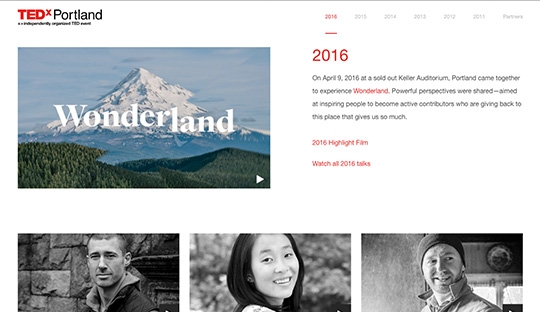 TEDx Portland
x = independently organized TED event
2016 2015 2014 2013 2012 2011 Partners
Wonderland
2016
On April 9, 2016 at a sold out Keller Auditorium, Portland came together
to experience Wonderland. Powerful perspectives were shared—aimed
at inspiring people to become active contributors who are giving back to
this place that gives us so much.
2016 Highlight Film
Watch all 2016 talks